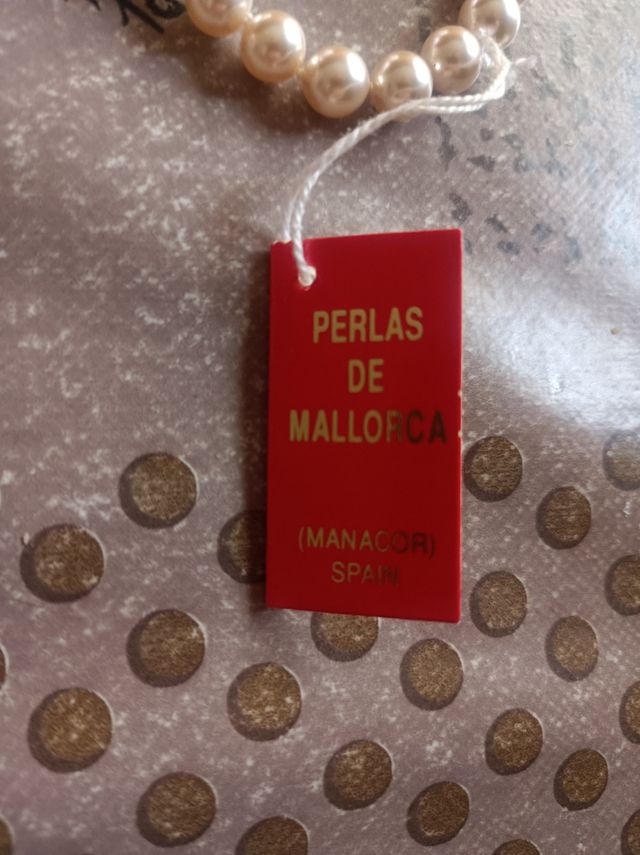 PERLAS
DE
MALLORCA
(MANACOR)
SPAIN